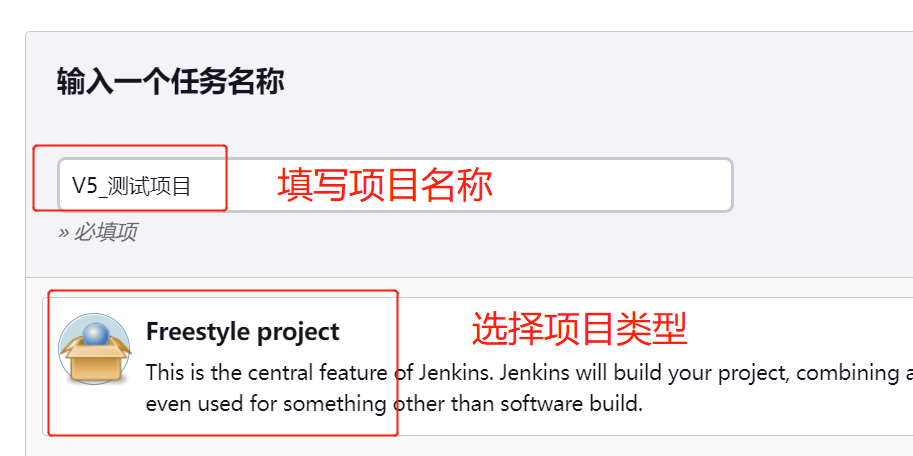 输入一个任务名称
V5_测试项目
填写项目名称
» 必填项
Freestyle project
选择项目类型
This is the central feature of Jenkins. Jenkins will build your project, combining a
even used for something other than software build.